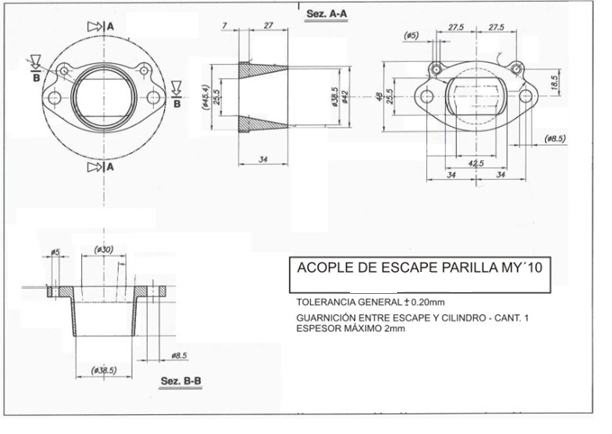 Sez. A-A
A
7
27
27.5
27.5
(ø5)
B
B
(ø45.4)
25.5
ø38.5
ø42
48
25.5
18.5
(ø8.5)
A
34
42.5
34
34
ø5
(ø30)
ACOPLE DE ESCAPE PARILLA MY´10
TOLERANCIA GENERAL ± 0.20mm
GUARNICIÓN ENTRE ESCAPE Y CILINDRO - CANT. 1
ESPESOR MÁXIMO 2mm
ø8.5
(ø38.5)
Sez. B-B